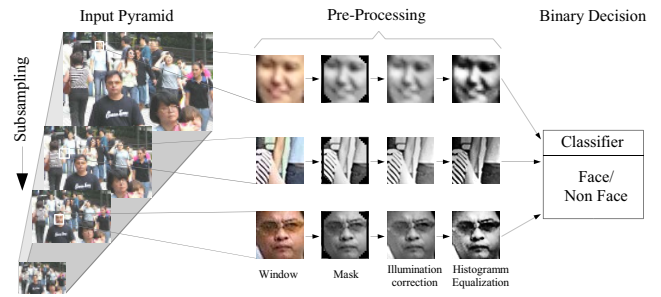 Input Pyramid
Pre-Processing
Binary Decision
Subsampling
Classifier
Face/
Non Face
Window
Mask
Illumination
correction
Histogramm
Equalization